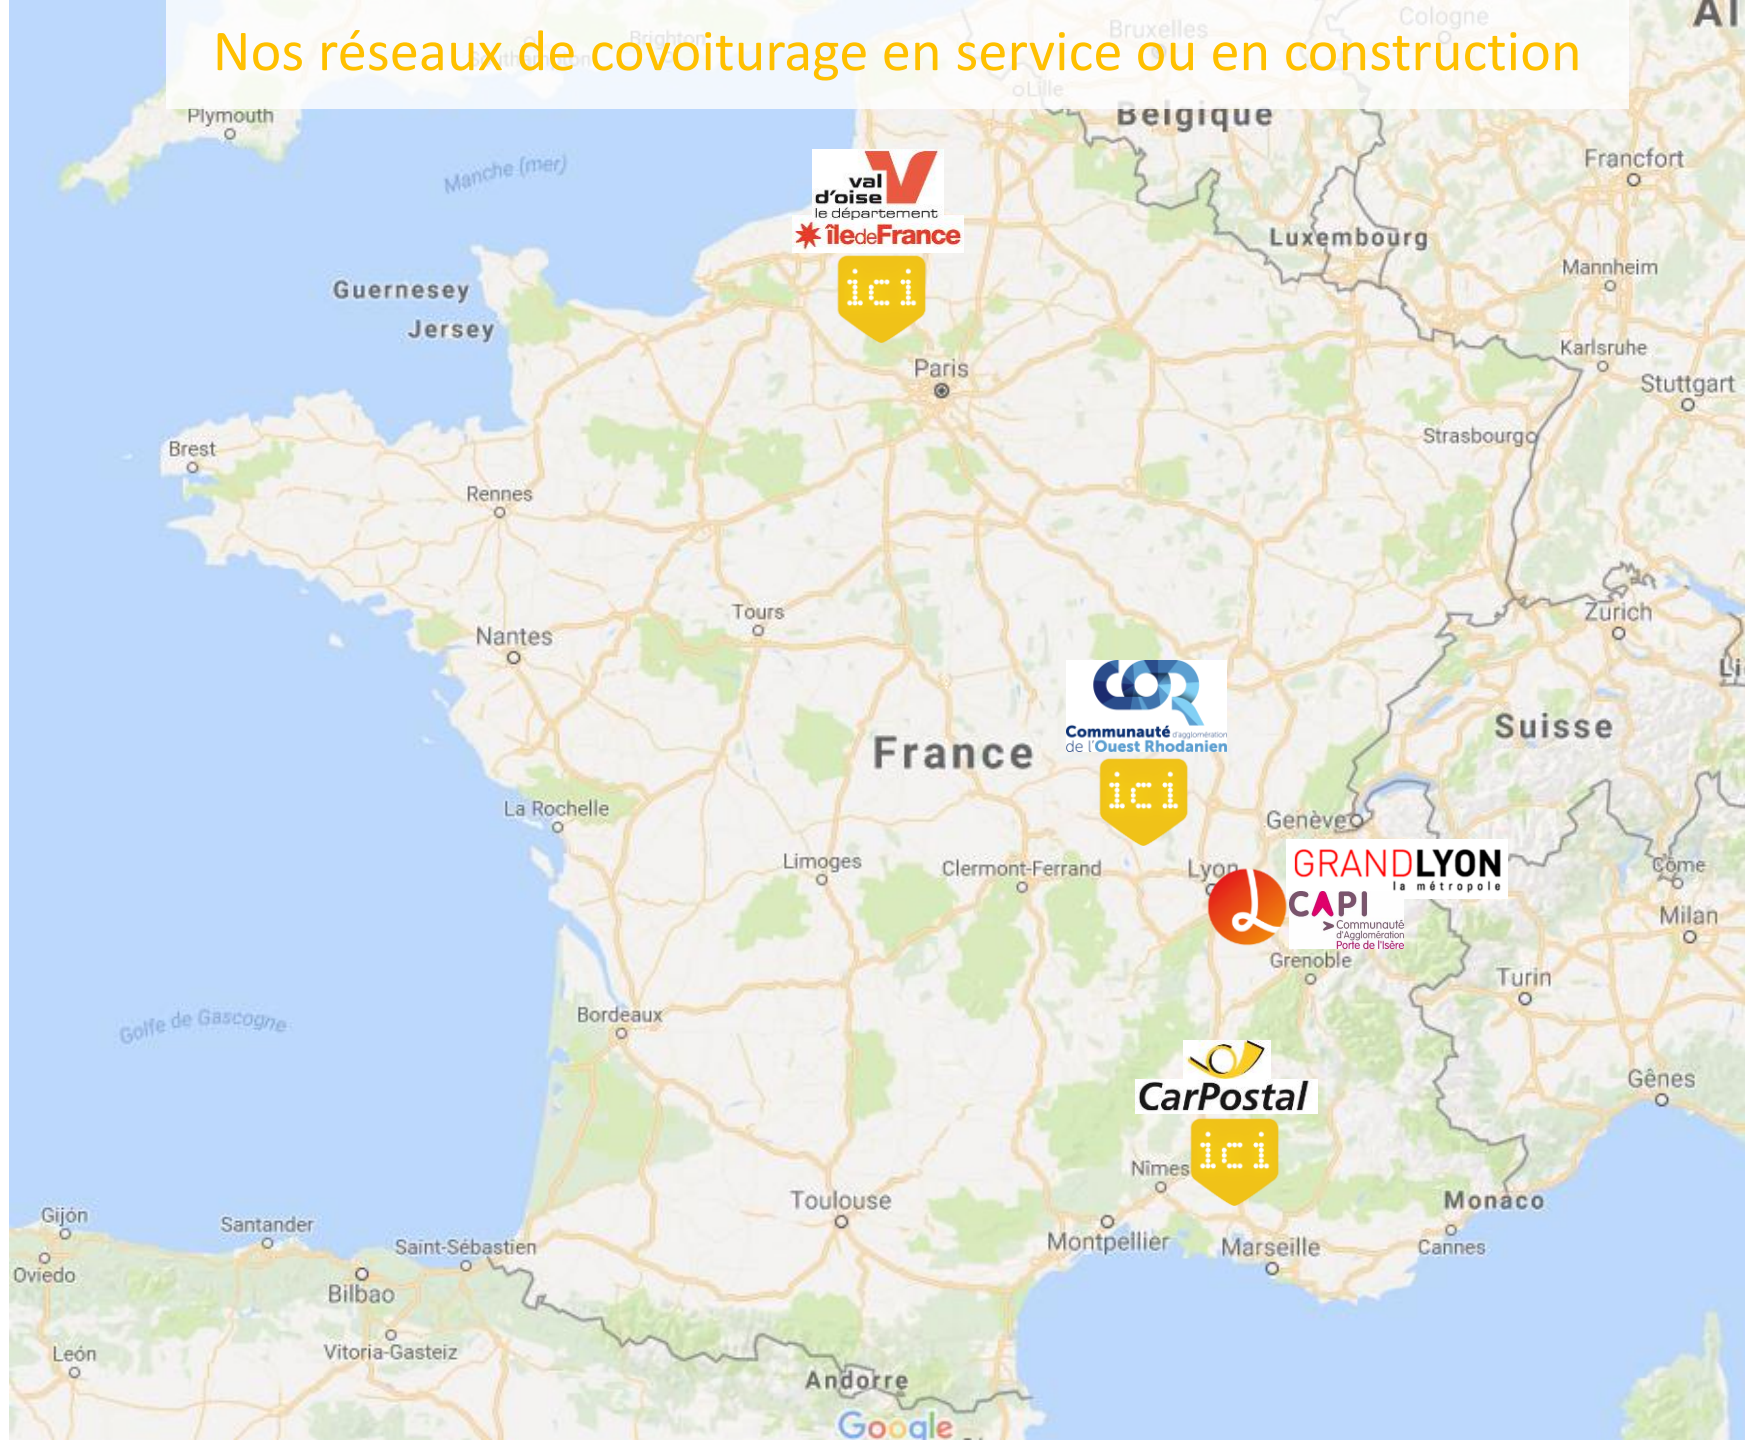 Nos réseaux de covoiturage en service ou en construction
Bruxelles
Cologne
Brighton
Southampton
Lille
Al
Plymouth
Belgique
Manche (mer)
Francfort
val
d'oise
le département
îledeFrance
Luxembourg
Mannheim
Guernesey
ici
Jersey
Karlsruhe
Paris
Stuttgart
Strasbourg
Brest
Rennes
Tours
Zurich
Nantes
Li
COR
Communauté d'agglomération
de l'Ouest Rhodanien
Suisse
France
ici
La Rochelle
Genève
Limoges
Clermont-Ferrand
Lyon
GRANDLYON
la métropole
Côme
CAPI
Communauté
d'Agglomération
Porte de l'Isère
Milan
Grenoble
Turin
Bordeaux
Golfe de Gascogne
CarPostal
Gênes
ici
Nîmes
Toulouse
Monaco
Gijón
Santander
Saint-Sébastien
Montpellier
Marseille
Cannes
Oviedo
Bilbao
León
Vitoria-Gasteiz
Andorre
Google